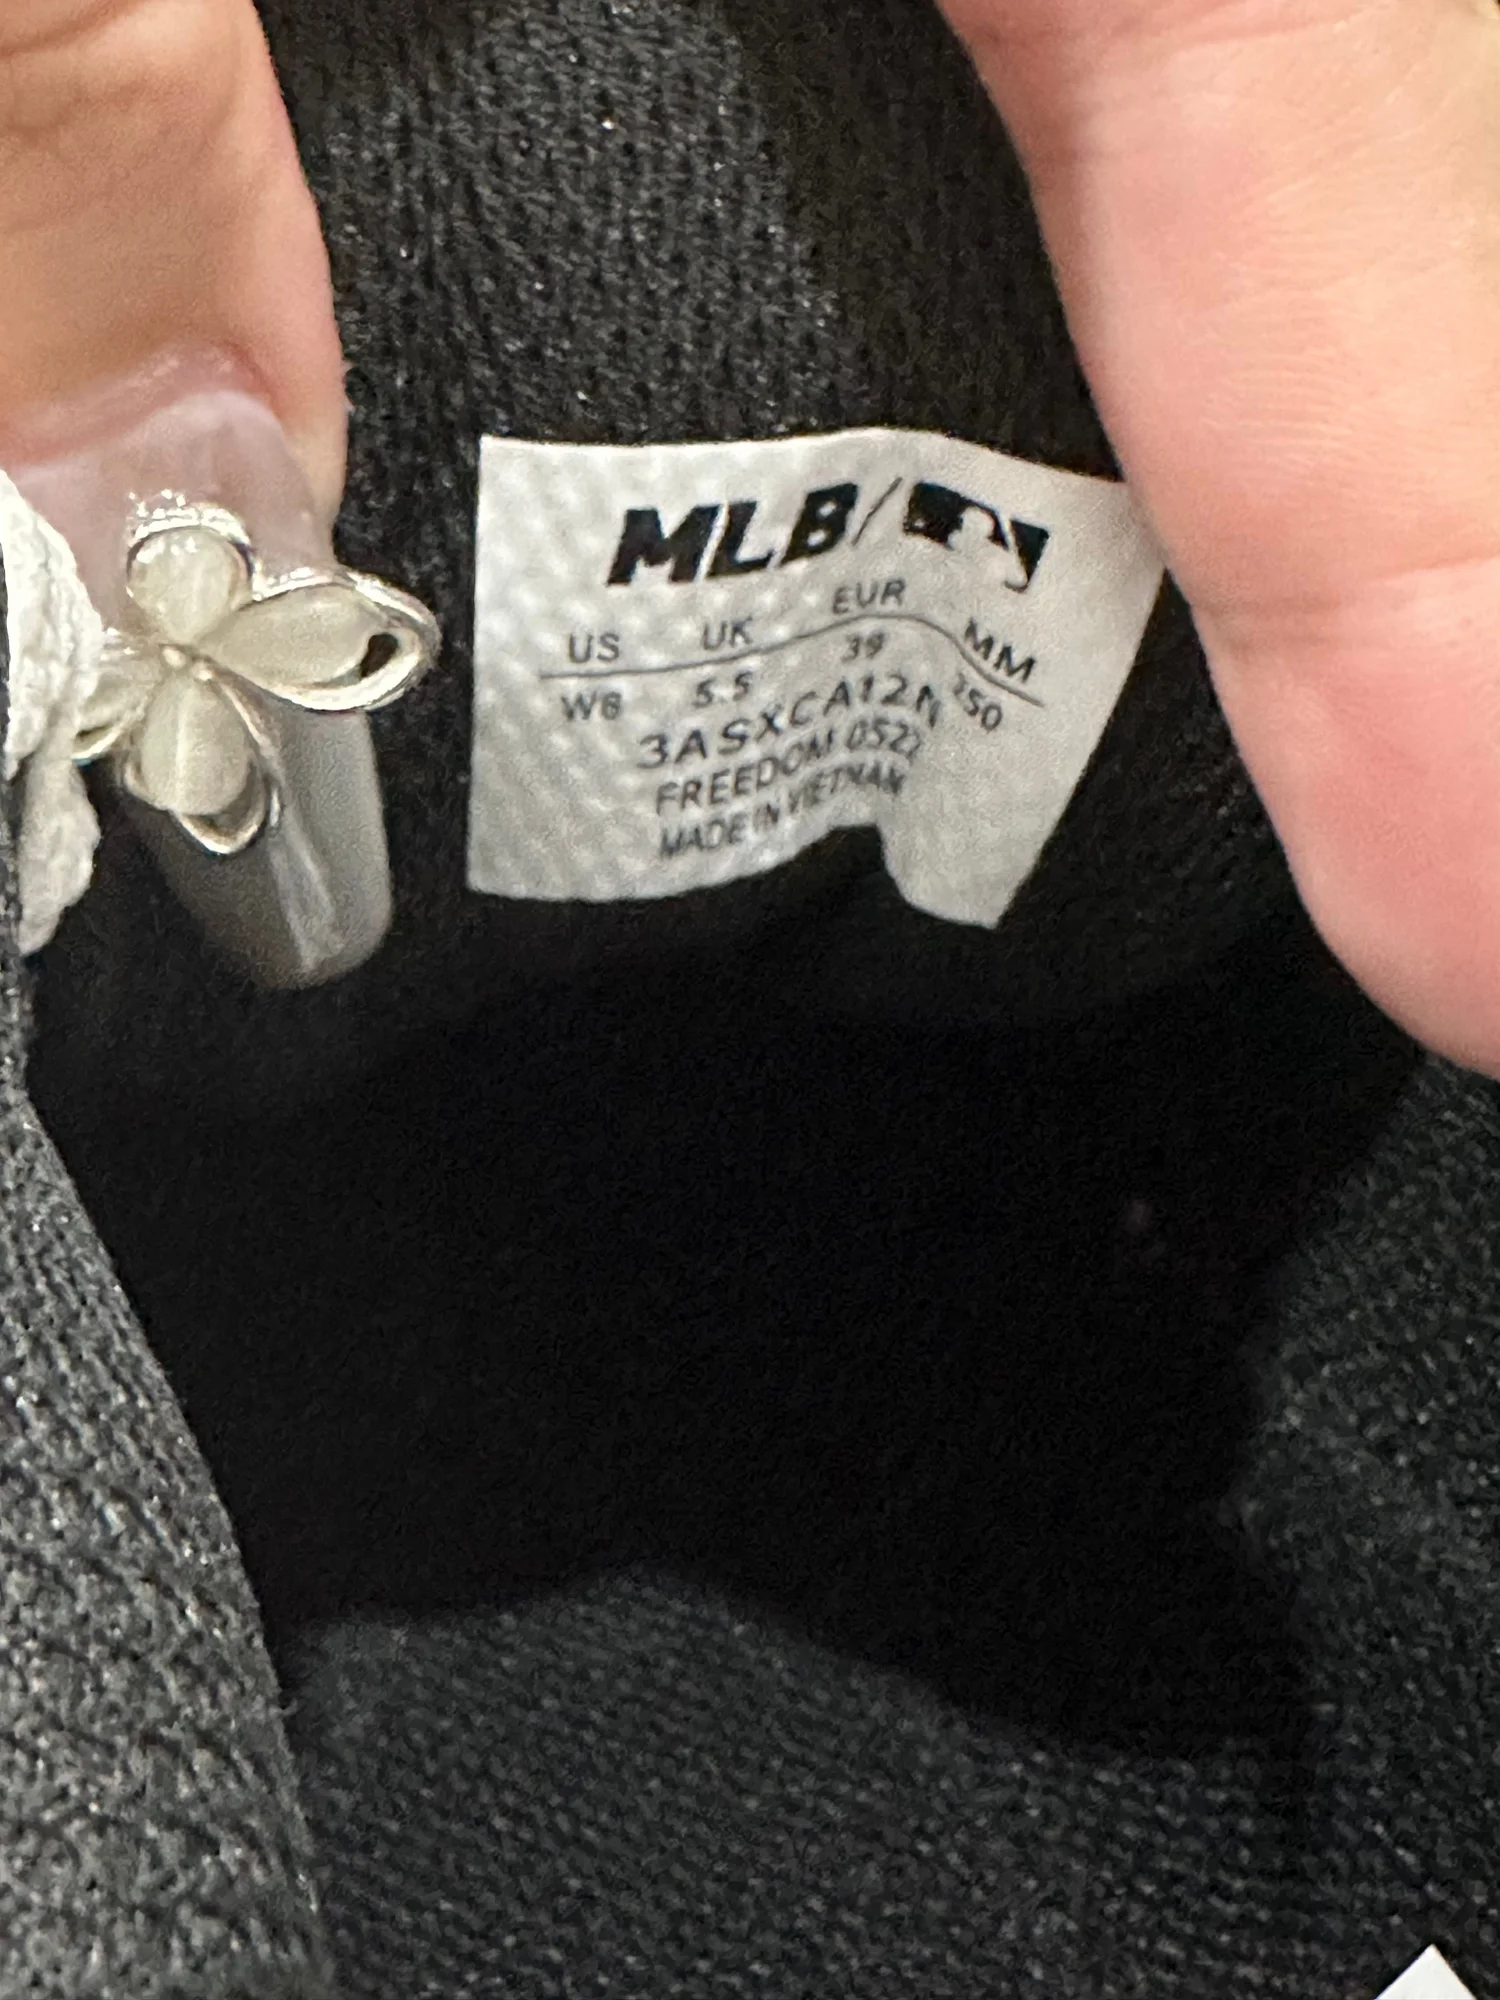 MLB
US UK EUR MM
W8 5.5 39 250
3ASXCA12N
FREEDOM 0522
MADE IN VIETNAM